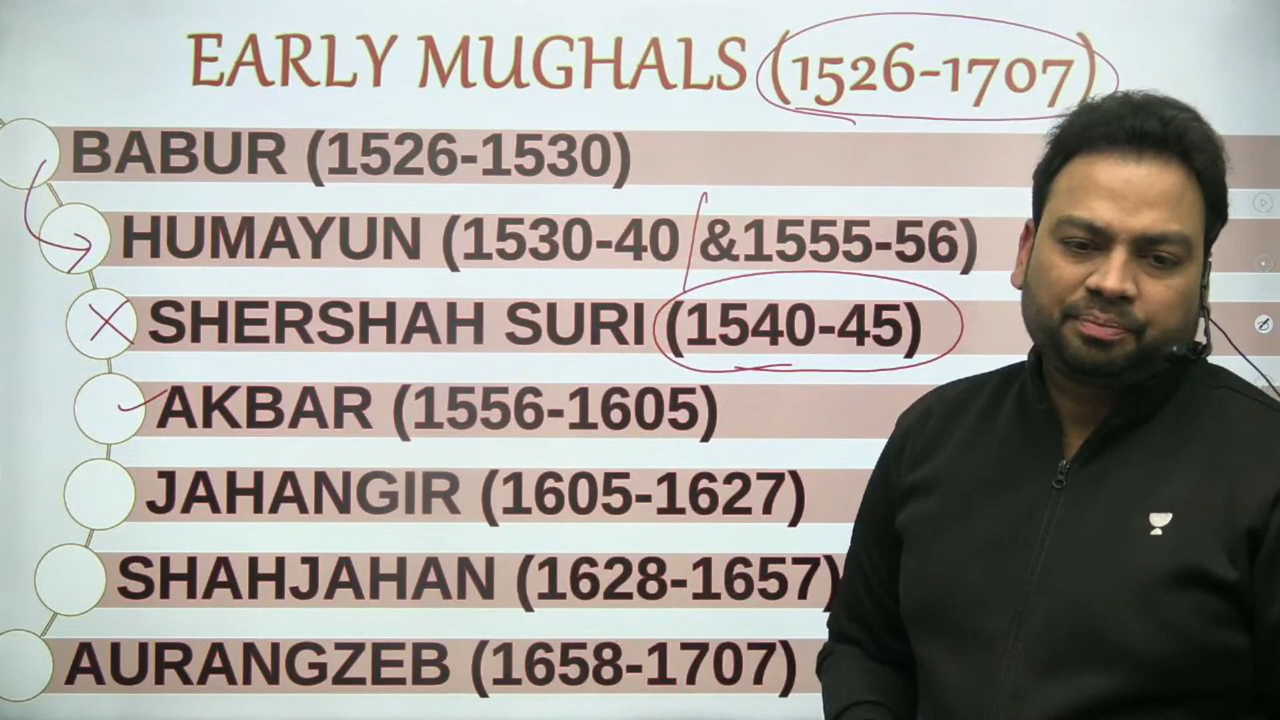 EARLY MUGHALS (1526-1707)
BABUR (1526-1530)
HUMAYUN (1530-40 &1555-56)
SHERSHAH SURI (1540-45)
AKBAR (1556-1605)
JAHANGIR (1605-1627)
SHAHJAHAN (1628-1657)
AURANGZEB (1658-1707)